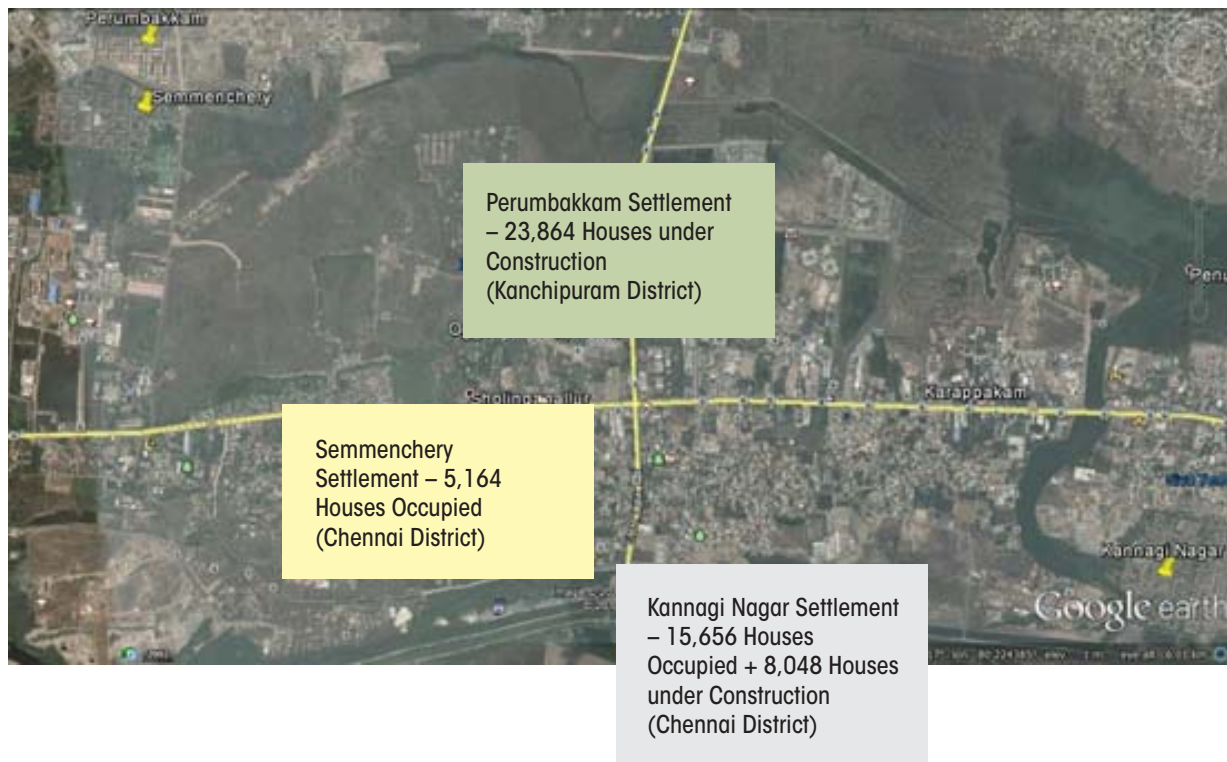 Perumbakkam
Semmenchery
Perumbakkam Settlement
– 23,864 Houses under
Construction
(Kanchipuram District)
Karappakam
Semmenchery
Settlement – 5,164
Houses Occupied
(Chennai District)
Kannagi Nagar
Google earth
Kannagi Nagar Settlement
– 15,656 Houses
Occupied + 8,048 Houses
under Construction
(Chennai District)